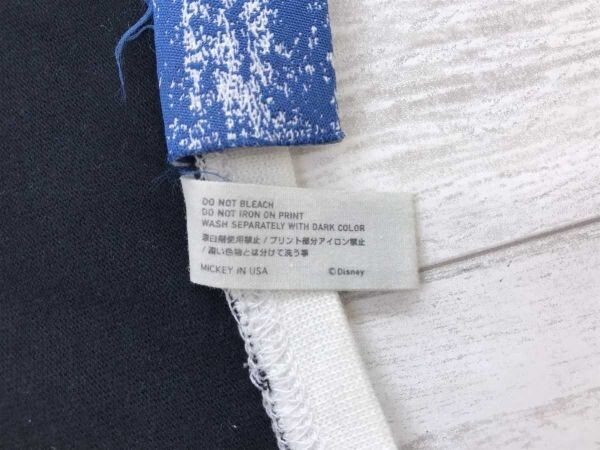 DO NOT BLEACH
DO NOT IRON ON PRINT
WASH SEPARATELY WITH DARK COLOR
漂白剤使用禁止/プリント部分アイロン禁止
/濃い色物とは分けて洗う事
MICKEY IN USA ©Disney